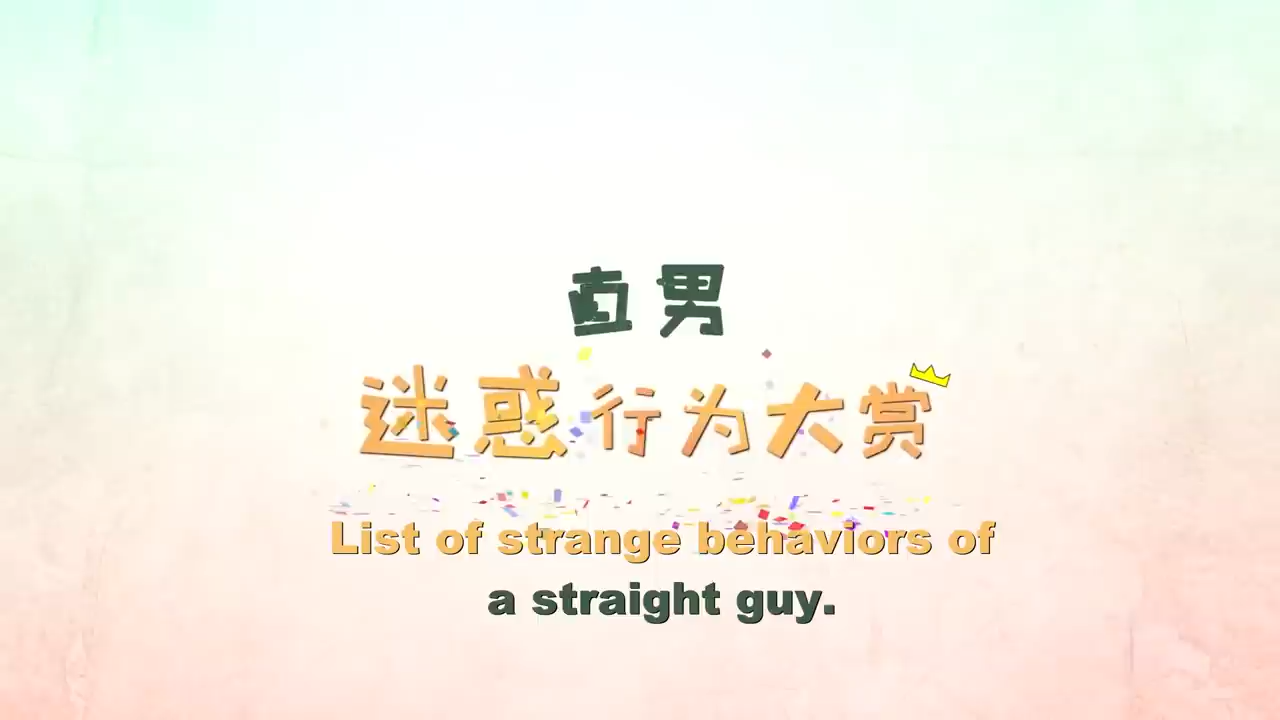 直男
迷惑行为大赏
List of strange behaviors of
a straight guy.